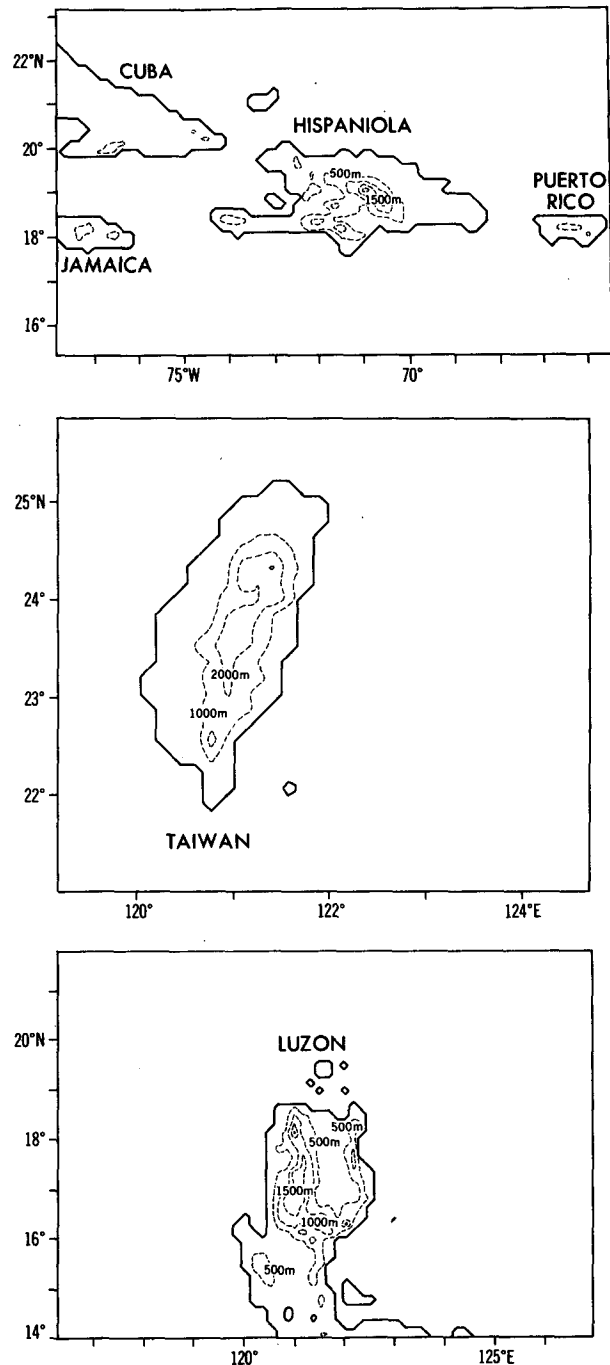 22°N
CUBA
20°
HISPANIOLA
500m
1500m
PUERTO
RICO
18°
JAMAICA
16°
75°W
70°
25°N
24°
23°
2000m
1000m
22°
TAIWAN
120°
122°
124°E
20°N
LUZON
500m
18°
500m
1500m
1000m
16°
500m
14°
120°
125°E